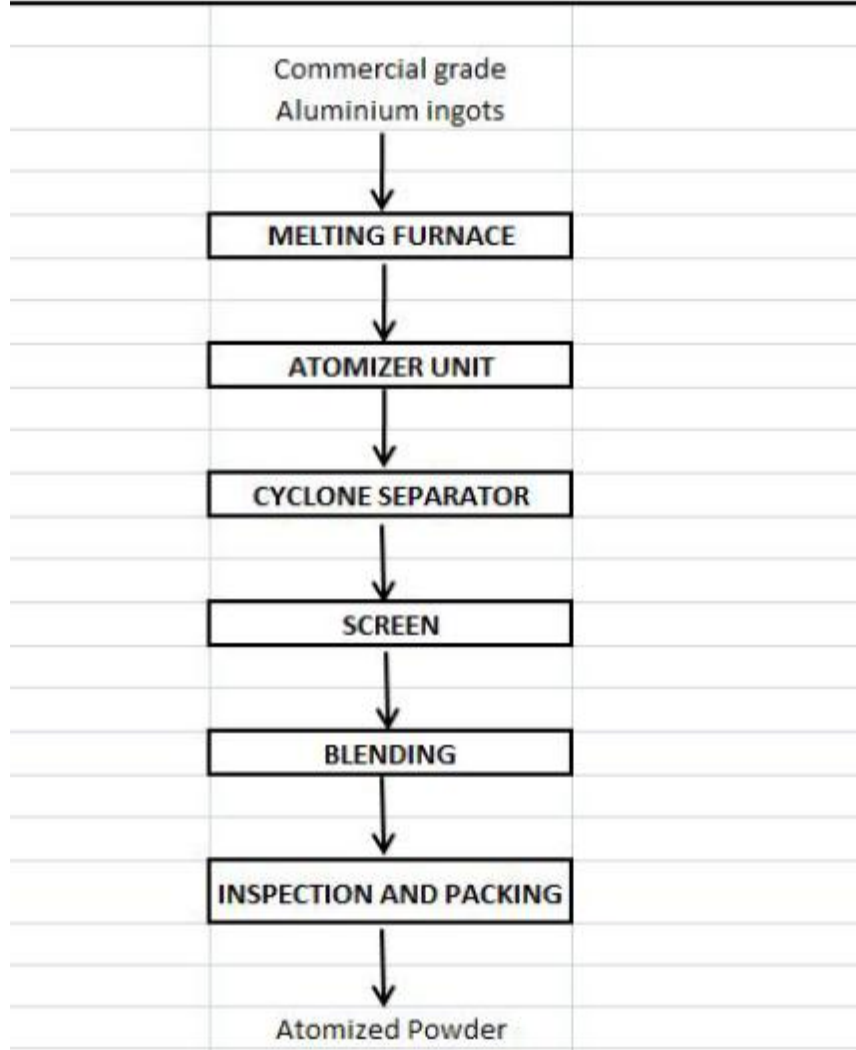 Commercial grade
Aluminium ingots
MELTING FURNACE
ATOMIZER UNIT
CYCLONE SEPARATOR
SCREEN
BLENDING
INSPECTION AND PACKING
Atomized Powder